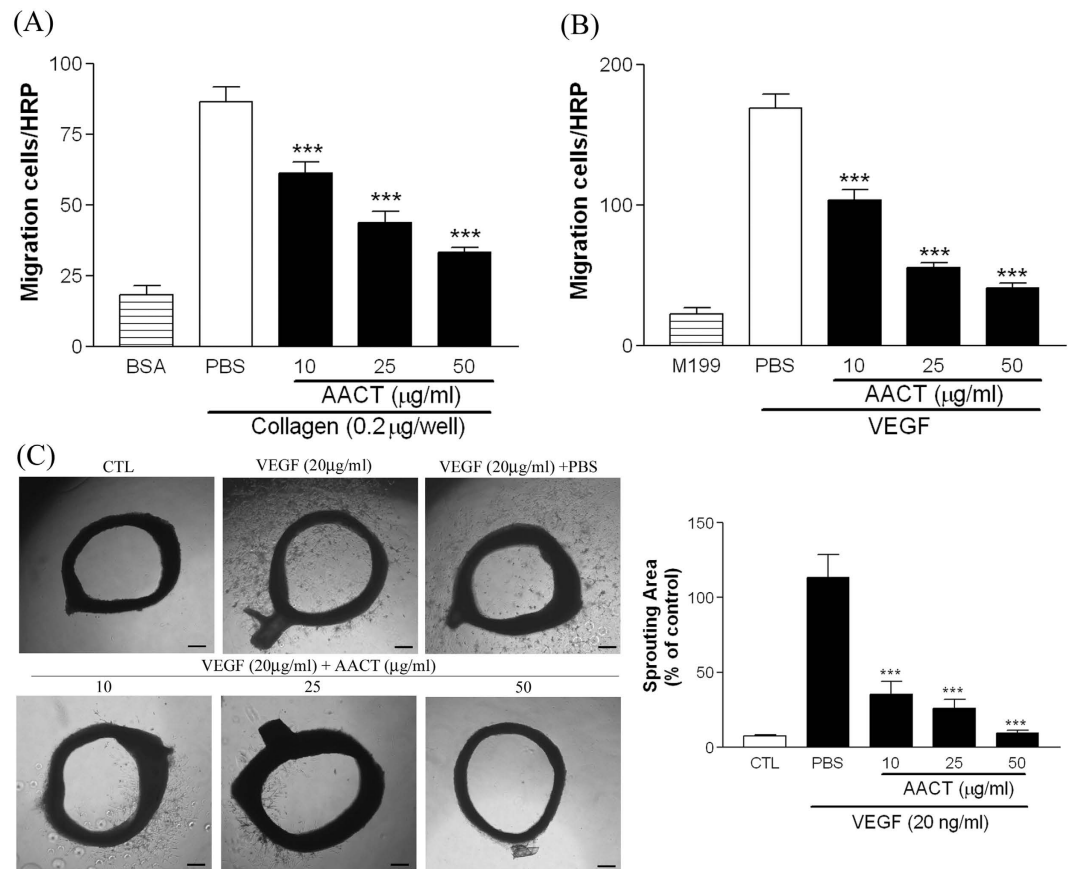 (A)
Migration cells/HRP
100
75
50
25
0
***
***
***
BSA PBS 10 25 50
AACT (μg/ml)
Collagen (0.2 μg/well)
(B)
Migration cells/HRP
200
100
0
***
***
***
M199 PBS 10 25 50
AACT (μg/ml)
VEGF
(C)
CTL VEGF (20μg/ml) VEGF (20μg/ml) +PBS
VEGF (20μg/ml) + AACT (μg/ml)
10 25 50
Sprouting Area
(% of control)
150
100
50
0
***
***
***
CTL PBS 10 25 50
AACT (μg/ml)
VEGF (20 ng/ml)